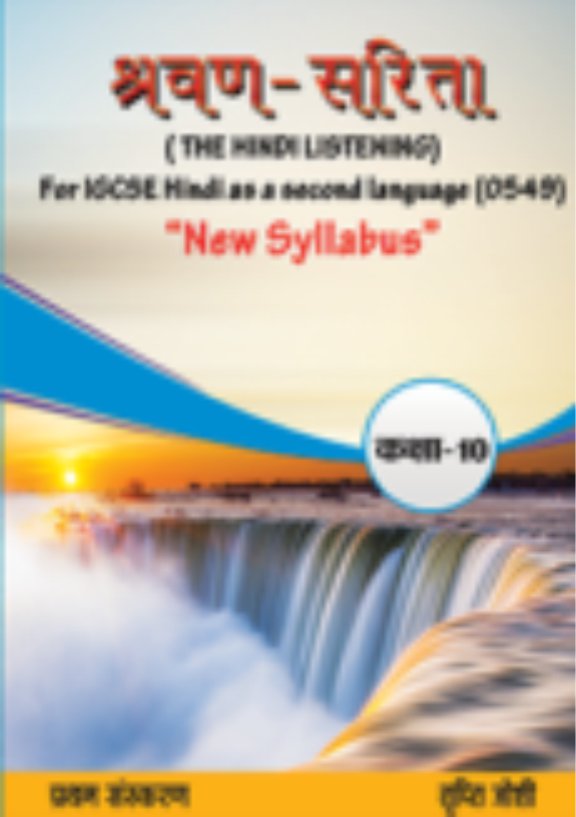 श्रवण-सरिता
( THE HINDI LISTENING)
For IGCSE Hindi as a second language (0549)
"New Syllabus"
कक्षा-10
प्रथम संस्करण
तृप्ति जोशी